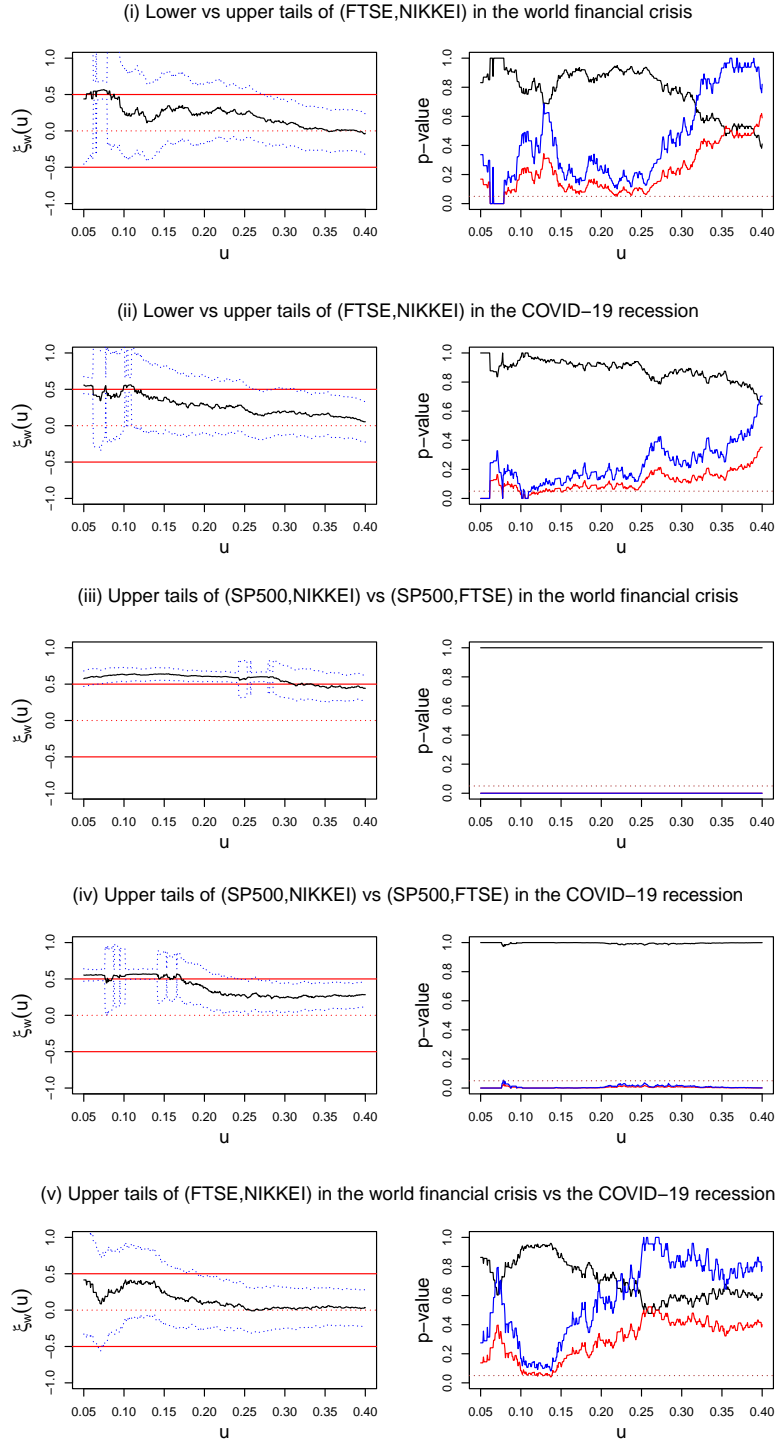 (i) Lower vs upper tails of (FTSE,NIKKEI) in the world financial crisis
ξw(u)
1.0
0.5
0.0
−0.5
−1.0
0.05 0.10 0.15 0.20 0.25 0.30 0.35 0.40
u
p−value
1.0
0.8
0.6
0.4
0.2
0.0
0.05 0.10 0.15 0.20 0.25 0.30 0.35 0.40
u
(ii) Lower vs upper tails of (FTSE,NIKKEI) in the COVID−19 recession
ξw(u)
1.0
0.5
0.0
−0.5
−1.0
0.05 0.10 0.15 0.20 0.25 0.30 0.35 0.40
u
p−value
1.0
0.8
0.6
0.4
0.2
0.0
0.05 0.10 0.15 0.20 0.25 0.30 0.35 0.40
u
(iii) Upper tails of (SP500,NIKKEI) vs (SP500,FTSE) in the world financial crisis
ξw(u)
1.0
0.5
0.0
−0.5
−1.0
0.05 0.10 0.15 0.20 0.25 0.30 0.35 0.40
u
p−value
1.0
0.8
0.6
0.4
0.2
0.0
0.05 0.10 0.15 0.20 0.25 0.30 0.35 0.40
u
(iv) Upper tails of (SP500,NIKKEI) vs (SP500,FTSE) in the COVID−19 recession
ξw(u)
1.0
0.5
0.0
−0.5
−1.0
0.05 0.10 0.15 0.20 0.25 0.30 0.35 0.40
u
p−value
1.0
0.8
0.6
0.4
0.2
0.0
0.05 0.10 0.15 0.20 0.25 0.30 0.35 0.40
u
(v) Upper tails of (FTSE,NIKKEI) in the world financial crisis vs the COVID−19 recession
ξw(u)
1.0
0.5
0.0
−0.5
−1.0
0.05 0.10 0.15 0.20 0.25 0.30 0.35 0.40
u
p−value
1.0
0.8
0.6
0.4
0.2
0.0
0.05 0.10 0.15 0.20 0.25 0.30 0.35 0.40
u